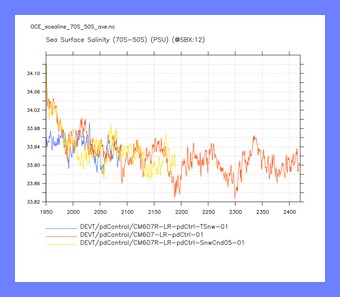 OCE_sosaline_70S_50S_ave.nc
Sea Surface Salinity (70S-50S) (PSU) (@SBX:12)
34.10
34.06
34.02
33.98
33.94
33.90
33.86
33.82
1950 2000 2050 2100 2150 2200 2250 2300 2350 2400
DEVT/pdControl/CM607R-LR-pdCtrl-TSnw-01
DEVT/pdControl/CM607-LR-pdCtrl-01
DEVT/pdControl/CM607R-LR-pdCtrl-SnwCnd05-01